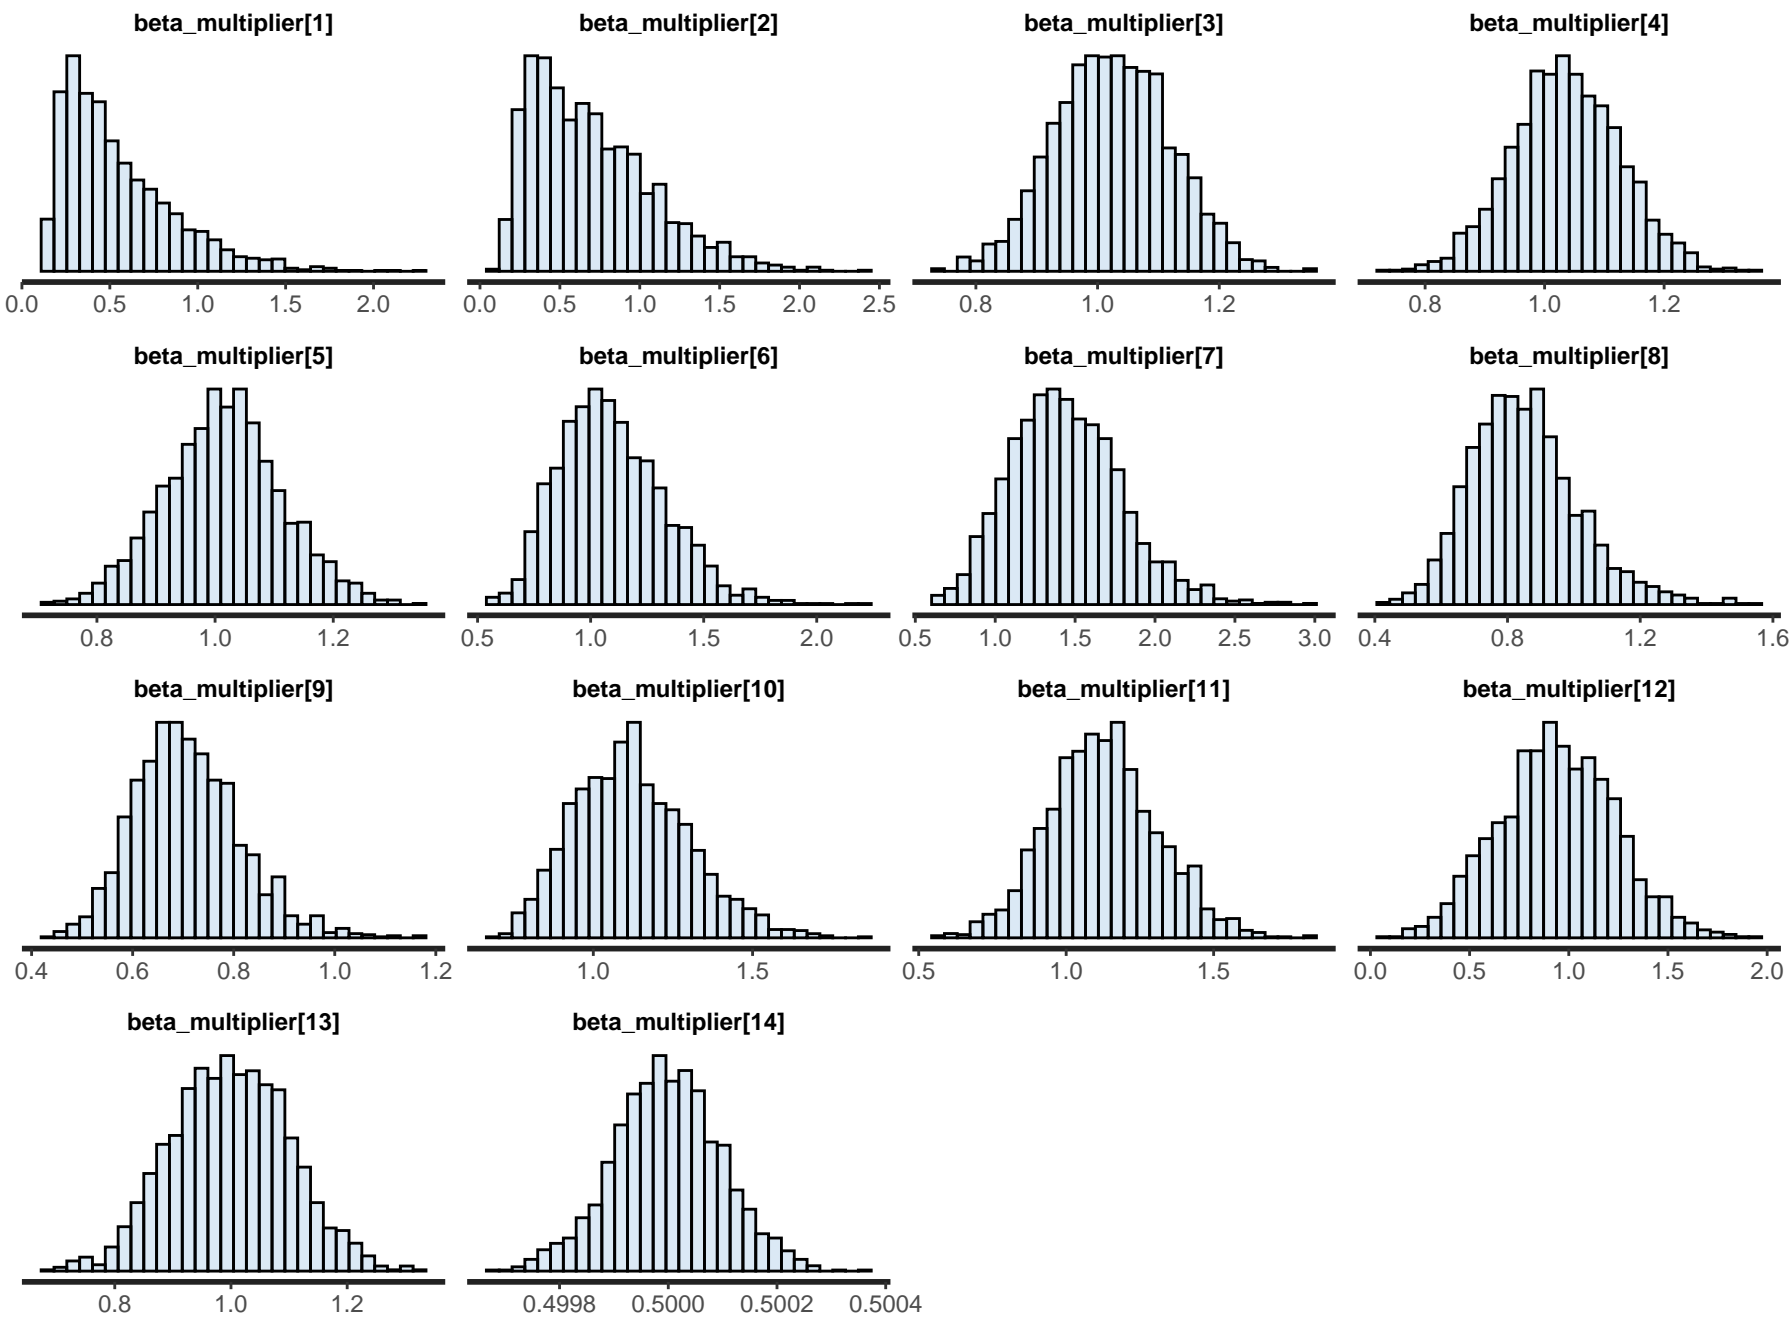 beta_multiplier[1] beta_multiplier[2] beta_multiplier[3] beta_multiplier[4]
0.0 0.5 1.0 1.5 2.0 0.0 0.5 1.0 1.5 2.0 2.5 0.8 1.0 1.2 0.8 1.0 1.2
beta_multiplier[5] beta_multiplier[6] beta_multiplier[7] beta_multiplier[8]
0.8 1.0 1.2 0.5 1.0 1.5 2.0 0.5 1.0 1.5 2.0 2.5 3.0 0.4 0.8 1.2 1.6
beta_multiplier[9] beta_multiplier[10] beta_multiplier[11] beta_multiplier[12]
0.4 0.6 0.8 1.0 1.2 1.0 1.5 0.5 1.0 1.5 0.0 0.5 1.0 1.5 2.0
beta_multiplier[13] beta_multiplier[14]
0.8 1.0 1.2 0.4998 0.5000 0.5002 0.5004